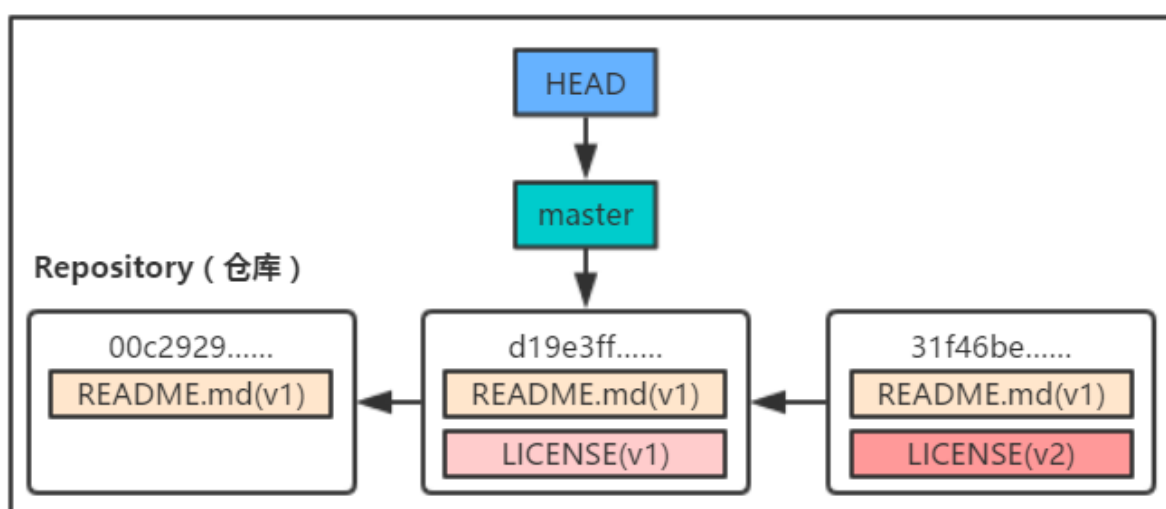 HEAD
master
Repository（仓库）
00c2929……
README.md(v1)
d19e3ff……
README.md(v1)
LICENSE(v1)
31f46be……
README.md(v1)
LICENSE(v2)